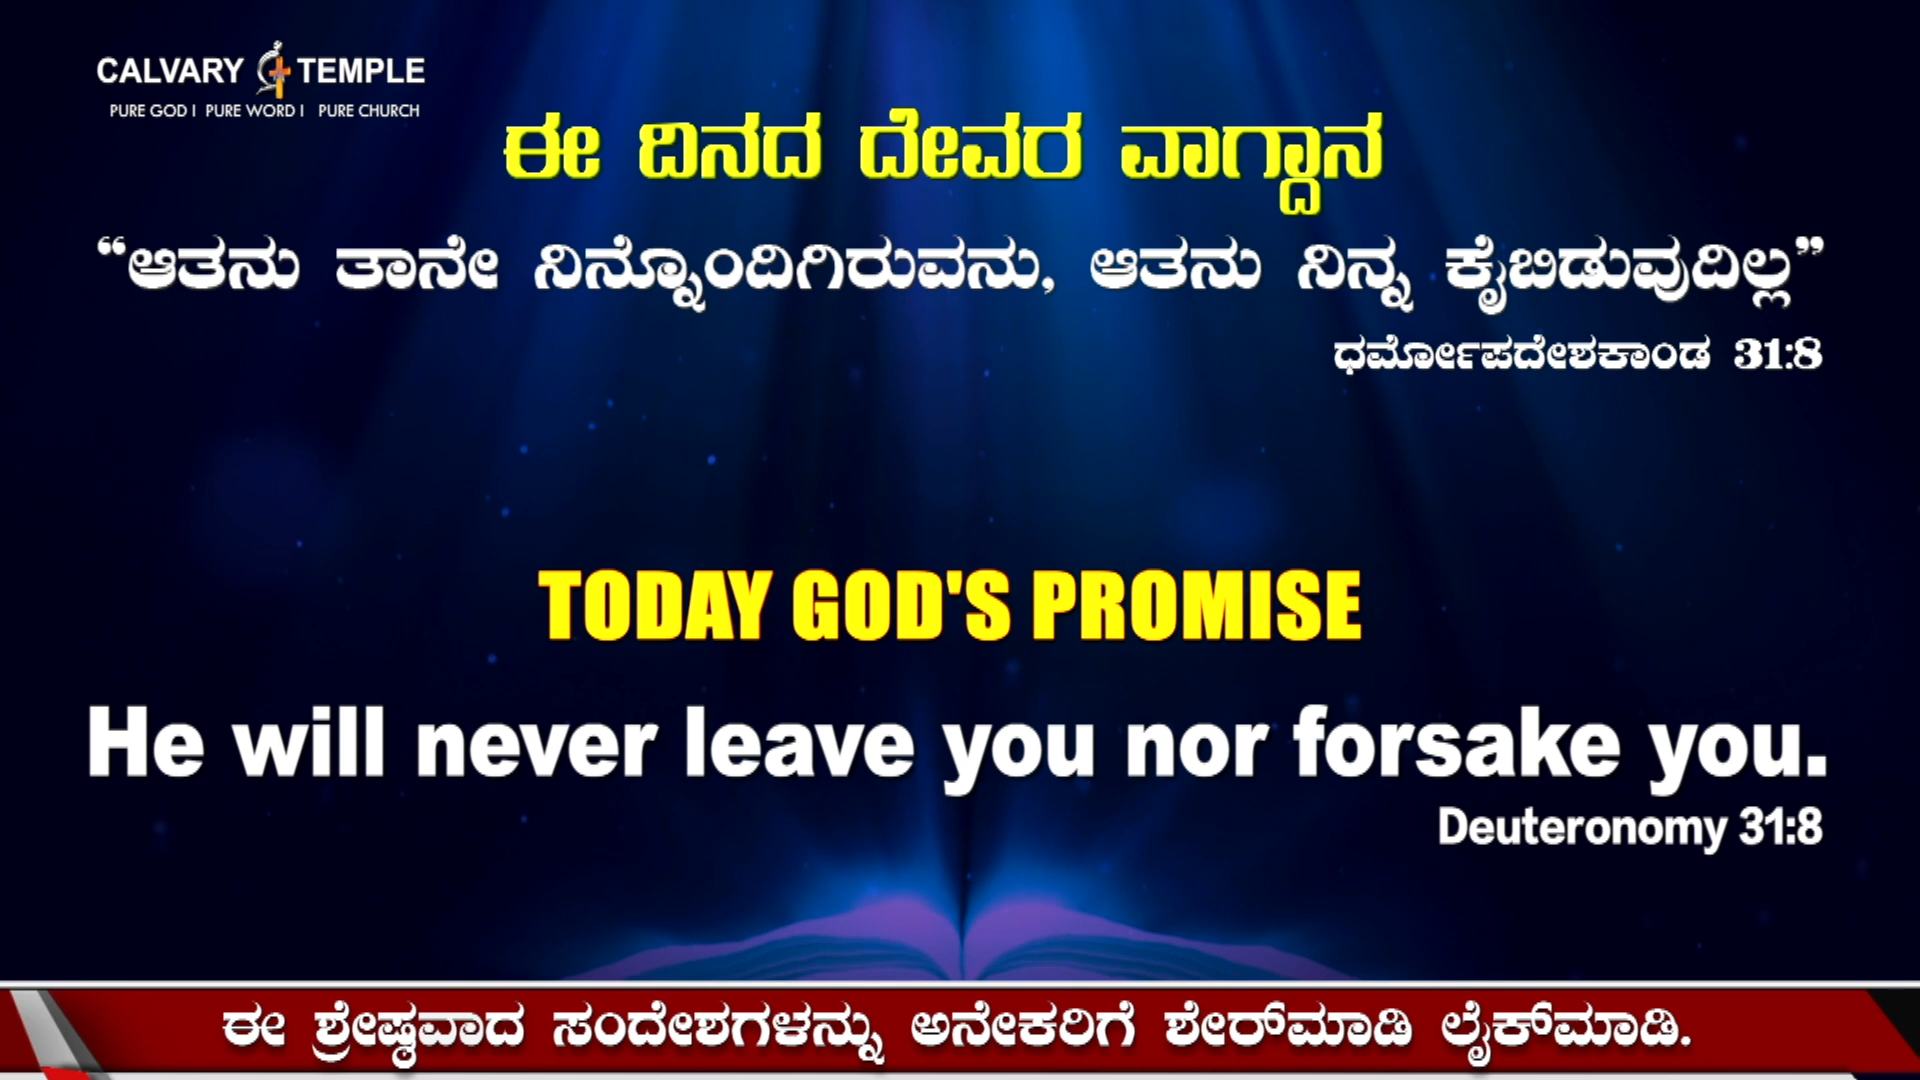 CALVARY TEMPLE
PURE GOD I PURE WORD I PURE CHURCH
ಈ ದಿನದ ದೇವರ ವಾಗ್ದಾನ
“ಆತನು ತಾನೇ ನಿನ್ನೊಂದಿಗಿರುವನು, ಆತನು ನಿನ್ನ ಕೈಬಿಡುವುದಿಲ್ಲ”
ಧರ್ಮೋಪದೇಶಕಾಂಡ 31:8
TODAY GOD'S PROMISE
He will never leave you nor forsake you.
Deuteronomy 31:8
ಈ ಶ್ರೇಷ್ಠವಾದ ಸಂದೇಶಗಳನ್ನು ಅನೇಕರಿಗೆ ಶೇರ್‌ಮಾಡಿ ಲೈಕ್‌ಮಾಡಿ.